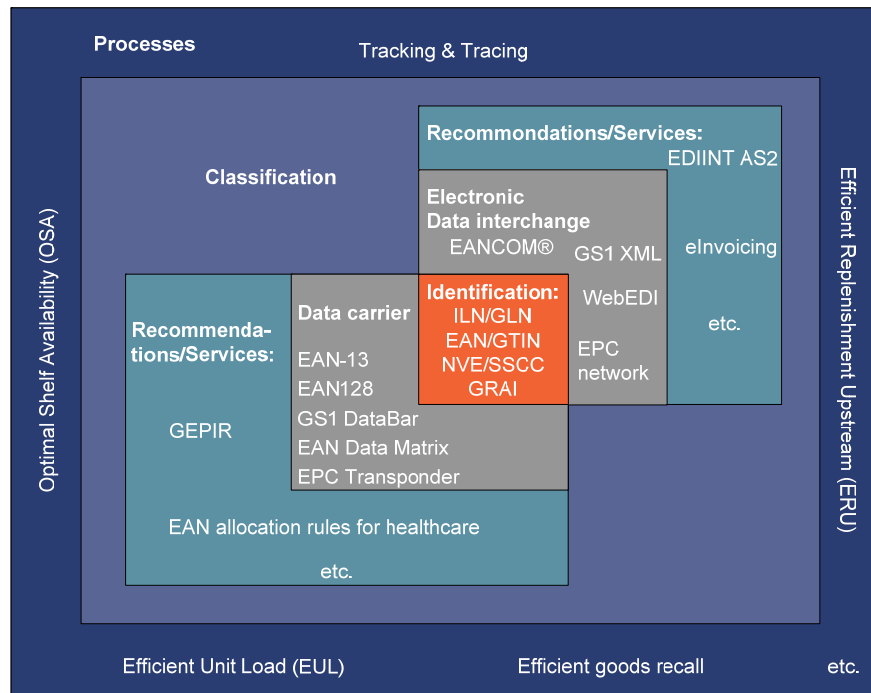 Processes
Tracking & Tracing
Optimal Shelf Availability (OSA)
Classification
Recommondations/Services:
EDIINT AS2
Electronic
Data interchange
EANCOM®
GS1 XML
eInvoicing
WebEDI
etc.
EPC
network
Identification:
ILN/GLN
EAN/GTIN
NVE/SSCC
GRAI
Data carrier
EAN-13
EAN128
GS1 DataBar
EAN Data Matrix
EPC Transponder
Recommenda-
tions/Services:
GEPIR
EAN allocation rules for healthcare
etc.
Efficient Replenishment Upstream (ERU)
Efficient Unit Load (EUL)
Efficient goods recall
etc.